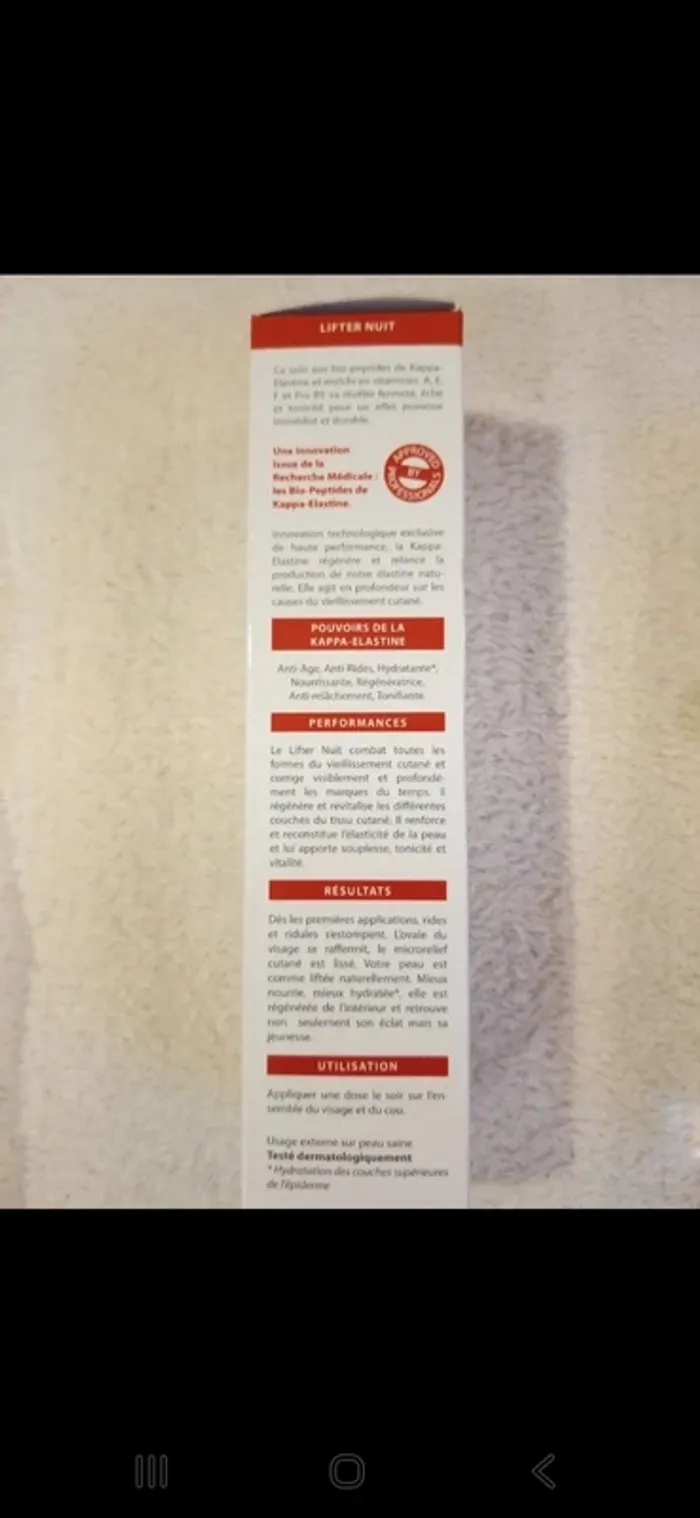 LIFTER NUIT
Ce soin aux bio-peptides de Kappa-
Elastine et enrichi en vitamines A, E,
F et Pro B5 va révéler fermeté, éclat
et tonicité pour un effet jeunesse
immédiat et durable.
Une innovation
issue de la
Recherche Médicale :
les Bio-Peptides de
Kappa-Elastine.
APPROVED
BY
PROFESSIONALS
Innovation technologique exclusive
de haute performance, la Kappa-
Elastine régénère et relance la
production de notre élastine natu-
relle. Elle agit en profondeur sur les
causes du vieillissement cutané.
POUVOIRS DE LA
KAPPA-ELASTINE
Anti-Age, Anti-Rides, Hydratante*,
Nourrissante, Régénératrice,
Anti-relâchement, Tonifiante
PERFORMANCES
Le Lifter Nuit combat toutes les
formes du vieillissement cutané et
corrige visiblement et profondé-
ment les marques du temps. Il
régénère et revitalise les différentes
couches du tissu cutané. Il renforce
et reconstitue l'élasticité de la peau
et lui apporte souplesse, tonicité et
vitalité.
RÉSULTATS
Dès les premières applications, rides
et ridules s'estompent. L'ovale du
visage se raffermit, le microrelief
cutané est lissé. Votre peau est
comme liftée naturellement. Mieux
nourrie, mieux hydratée*, elle est
régénérée de l'intérieur et retrouve
non seulement son éclat mais sa
jeunesse.
UTILISATION
Appliquer une dose le soir sur l'en-
semble du visage et du cou.
Usage externe sur peau saine
Testé dermatologiquement
* Hydratation des couches supérieures
de l'épiderme